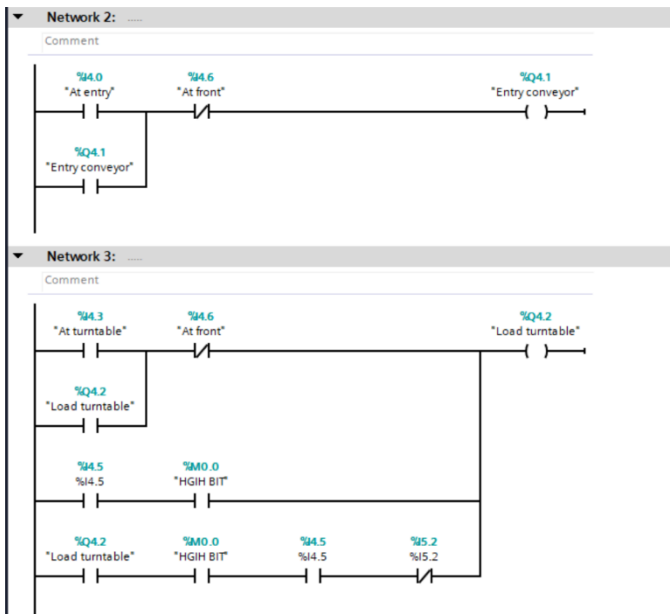 Network 2: .....
Comment
%I4.0 %I4.6 %Q4.1
"At entry" "At front" "Entry conveyor"
%Q4.1
"Entry conveyor"
Network 3: .....
Comment
%I4.3 %I4.6 %Q4.2
"At turntable" "At front" "Load turntable"
%Q4.2
"Load turntable"
%I4.5 %M0.0
%I4.5 "HGIH BIT"
%Q4.2 %M0.0 %I4.5 %I5.2
"Load turntable" "HGIH BIT" %I4.5 %I5.2